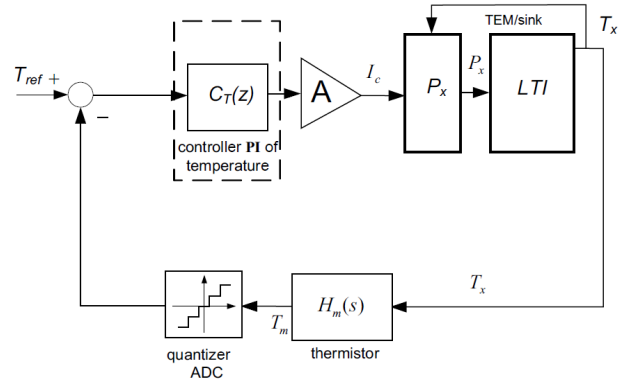 TEM/sink
T_x
T_ref +
−
C_T(z)
controller PI of
temperature
A
I_c
P_x
P_x
LTI
T_x
H_m(s)
thermistor
T_m
quantizer
ADC